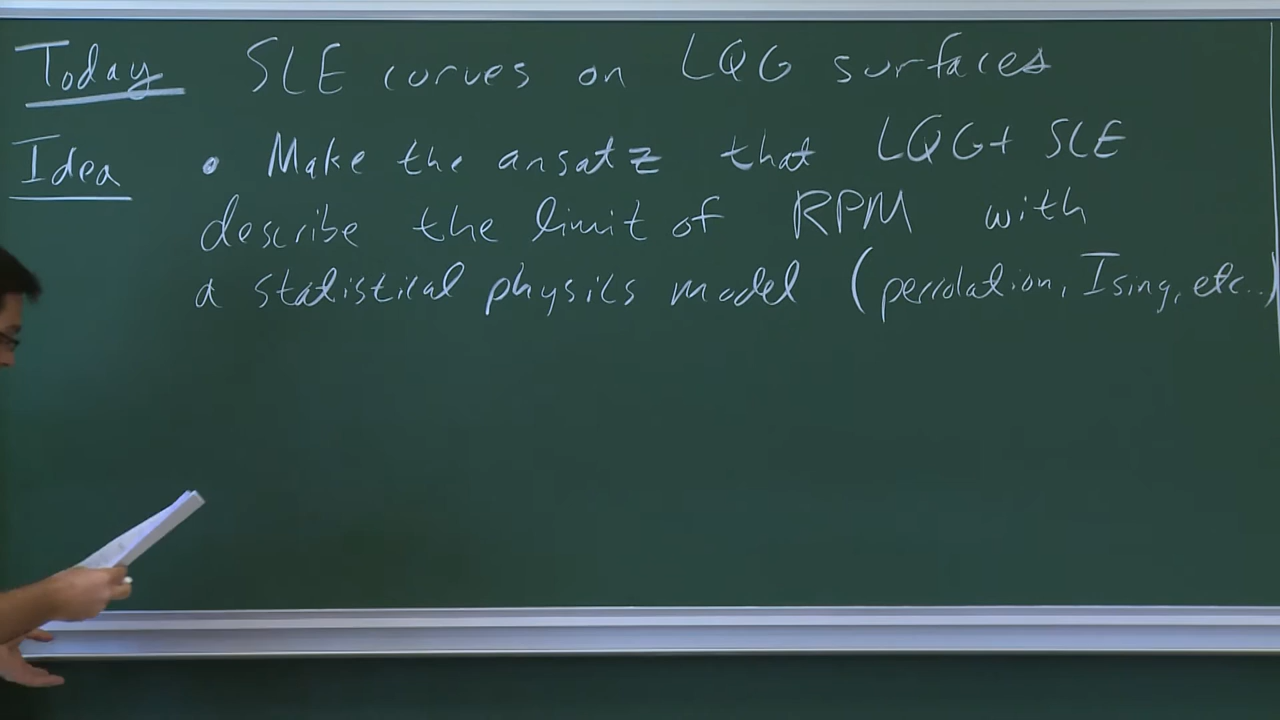 Today SLE curves on LQG surfaces
Idea • Make the ansatz that LQG+ SLE
describe the limit of RPM with
a statistical physics model (percolation, Ising, etc..)